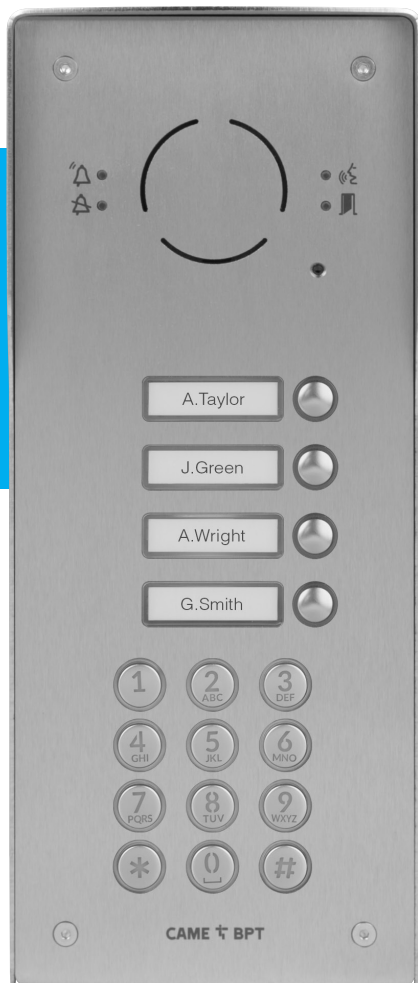 A.Taylor
J.Green
A.Wright
G.Smith
1 2 3
ABC DEF
4 5 6
GHI JKL MNO
7 8 9
PQRS TUV WXYZ
* 0 #
CAME BPT